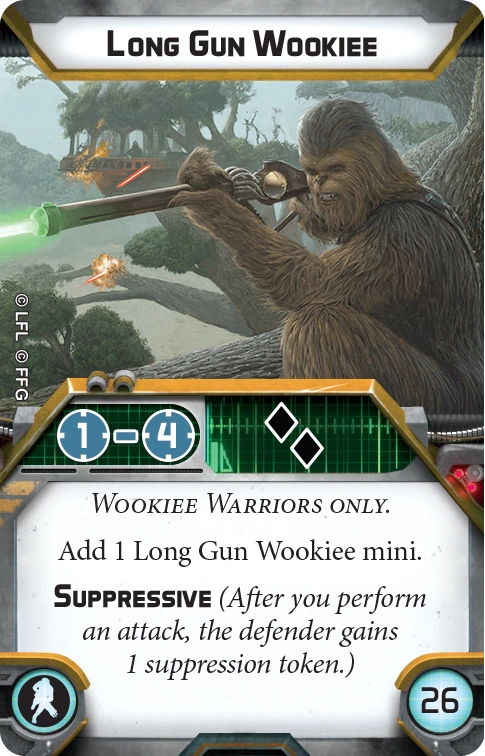 Long Gun Wookiee
© LFL © FFG
1 - 4
Wookiee Warriors only.
Add 1 Long Gun Wookiee mini.
Suppressive (After you perform
an attack, the defender gains
1 suppression token.)
26